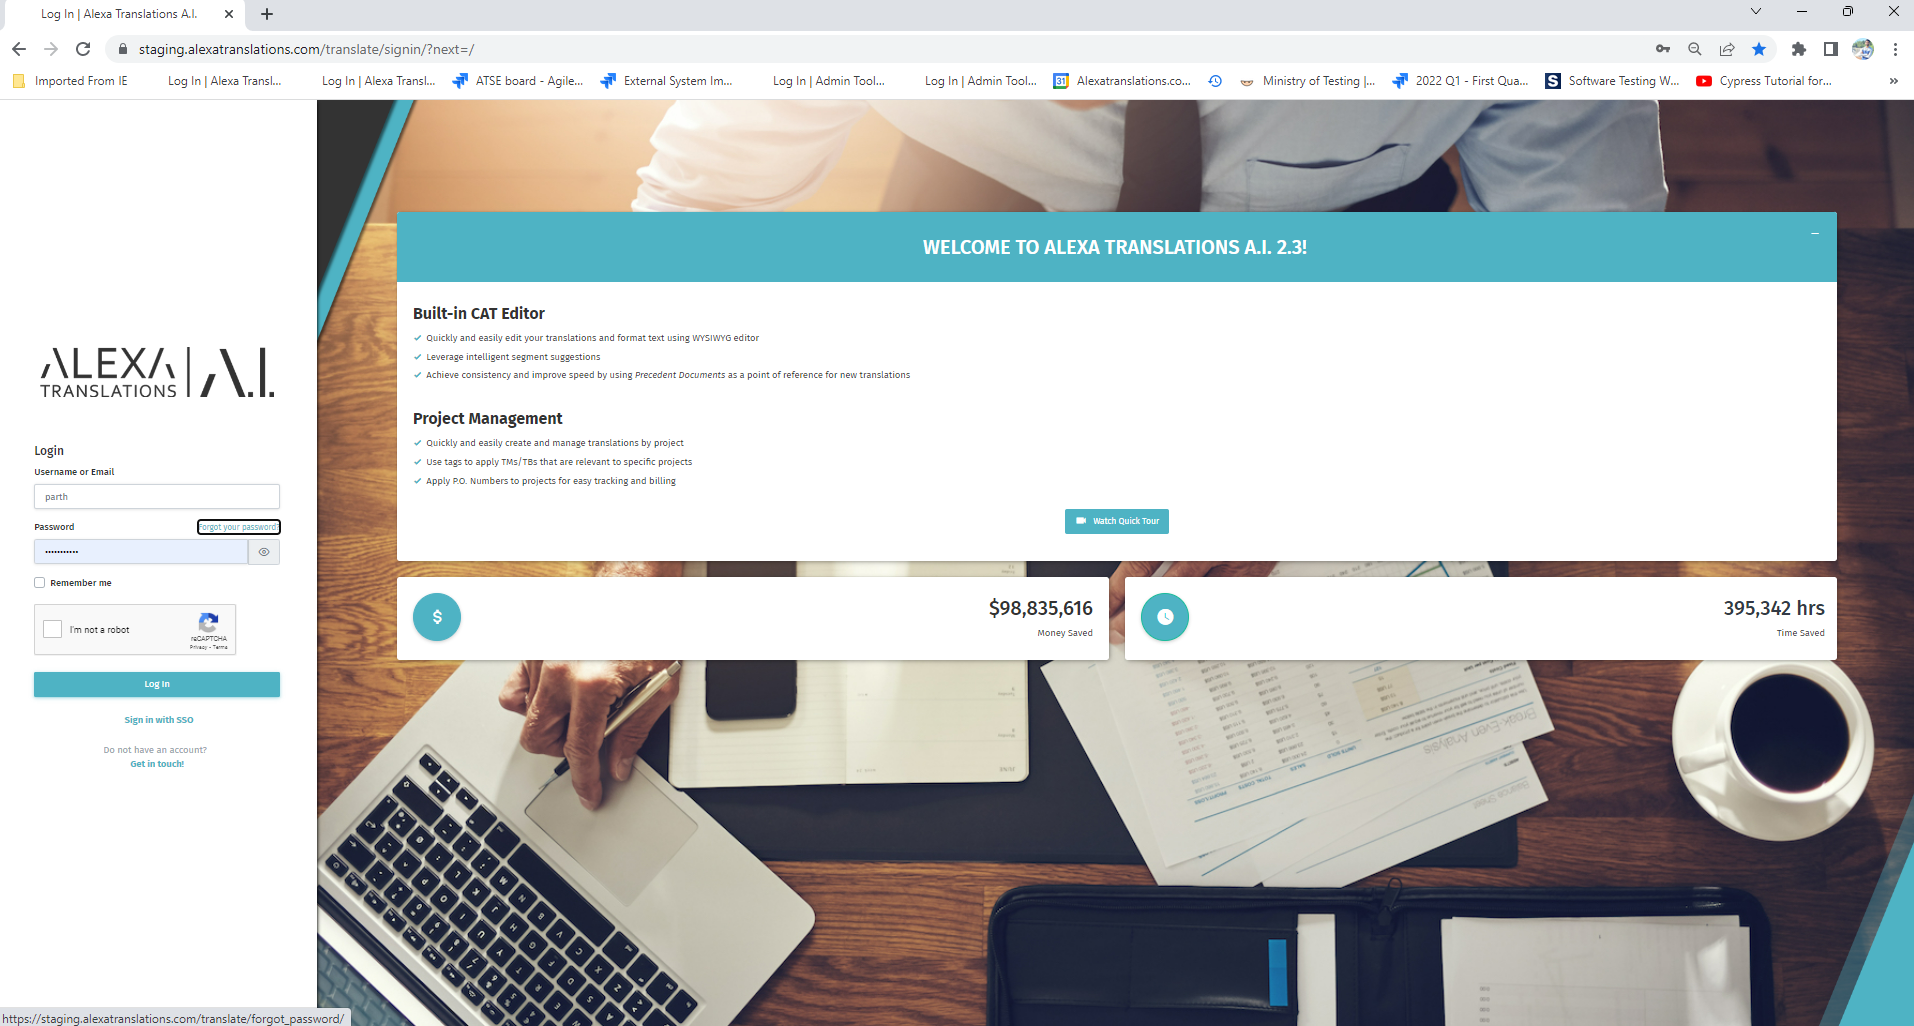 Log In | Alexa Translations A.I.
staging.alexatranslations.com/translate/signin/?next=/
Imported From IE
Log In | Alexa Transl...
Log In | Alexa Transl...
ATSE board - Agile...
External System Im...
Log In | Admin Tool...
Log In | Admin Tool...
31
Alexatranslations.co...
Ministry of Testing |...
2022 Q1 - First Qua...
S
Software Testing W...
Cypress Tutorial for...
»
ALEXA
TRANSLATIONS
A.I.
Login
Username or Email
parth
Password
Forgot your password?
Remember me
I'm not a robot
reCAPTCHA
Privacy - Terms
Log In
Sign in with SSO
Do not have an account?
Get in touch!
WELCOME TO ALEXA TRANSLATIONS A.I. 2.3!
Built-in CAT Editor
Quickly and easily edit your translations and format text using WYSIWYG editor
Leverage intelligent segment suggestions
Achieve consistency and improve speed by using Precedent Documents as a point of reference for new translations
Project Management
Quickly and easily create and manage translations by project
Use tags to apply TMs/TBs that are relevant to specific projects
Apply P.O. Numbers to projects for easy tracking and billing
Watch Quick Tour
$
$98,835,616
Money Saved
395,342 hrs
Time Saved
Break-Even Analysis
Balance Sheet
https://staging.alexatranslations.com/translate/forgot_password/